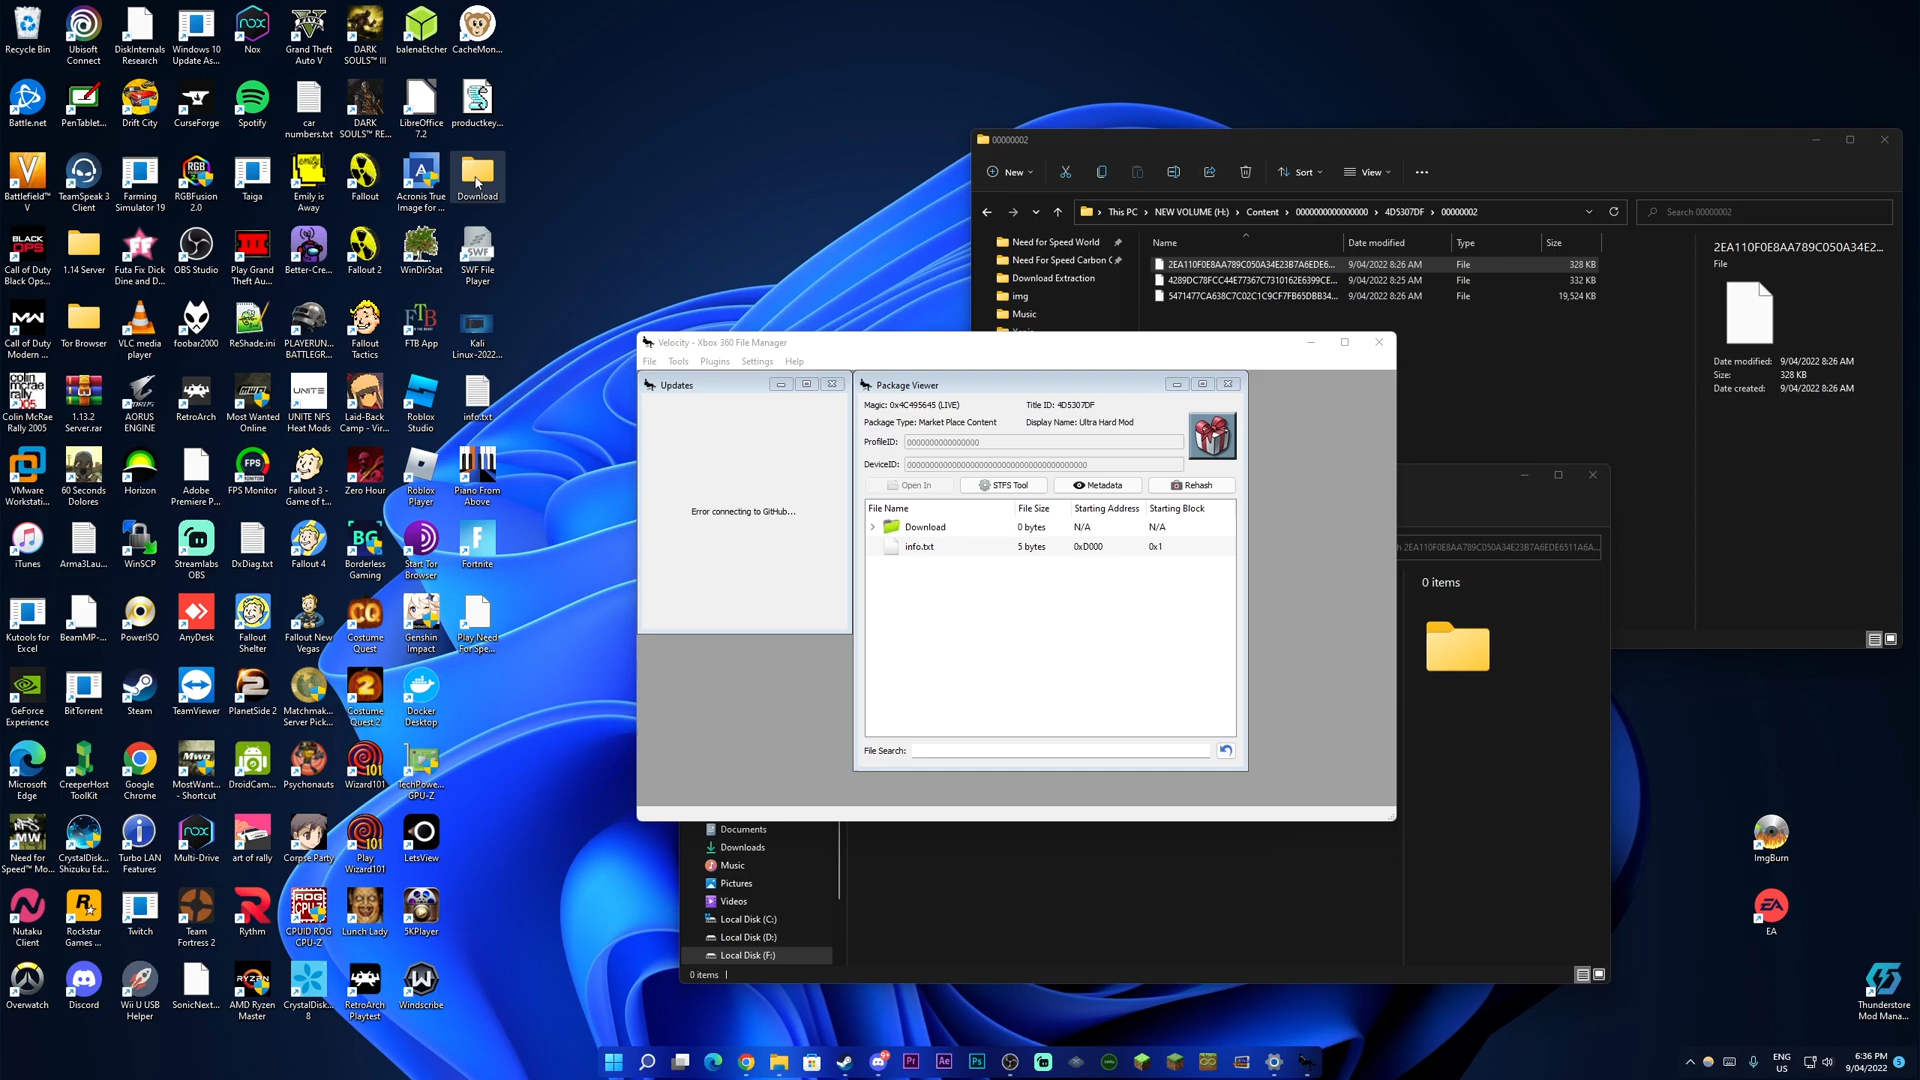 Recycle Bin
Ubisoft Connect
DiskInternals Research
Windows 10 Update As...
Nox
Grand Theft Auto V
DARK SOULS™ III
balenaEtcher
CacheMon...
Battle.net
PenTablet...
Drift City
CurseForge
Spotify
car numbers.txt
DARK SOULS™ RE...
LibreOffice 7.2
productkey...
Battlefield™ V
TeamSpeak 3 Client
Farming Simulator 19
RGBFusion 2.0
Taiga
Emily is Away
Fallout
Acronis True Image for ...
Download
Call of Duty Black Ops...
1.14 Server
Futa Fix Dick Dine and D...
OBS Studio
Play Grand Theft Au...
Better-Cre...
Fallout 2
WinDirStat
SWF File Player
Call of Duty Modern ...
Tor Browser
VLC media player
foobar2000
ReShade.ini
PLAYERUN... BATTLEGR...
Fallout Tactics
FTB App
Kali Linux-2022...
Colin McRae Rally 2005
1.13.2 Server.rar
AORUS ENGINE
RetroArch
Most Wanted Online
UNITE NFS Heat Mods
Laid-Back Camp - Vir...
Roblox Studio
info.txt
VMware Workstati...
60 Seconds Dolores
Horizon
Adobe Premiere P...
FPS Monitor
Fallout 3 - Game of t...
Zero Hour
Roblox Player
Piano From Above
iTunes
Arma3Lau...
WinSCP
Streamlabs OBS
DxDiag.txt
Fallout 4
Borderless Gaming
Start Tor Browser
Fortnite
Kutools for Excel
BeamMP-...
PowerISO
AnyDesk
Fallout Shelter
Fallout New Vegas
Costume Quest
Genshin Impact
Play Need For Spe...
GeForce Experience
BitTorrent
Steam
TeamViewer
PlanetSide 2
Matchmak... Server Pick...
Costume Quest 2
Docker Desktop
Microsoft Edge
CreeperHost ToolKit
Google Chrome
MostWant... - Shortcut
DroidCam...
Psychonauts
Wizard101
TechPowe... GPU-Z
Need for Speed™ Mo...
CrystalDisk... Shizuku Ed...
Turbo LAN Features
Multi-Drive
art of rally
Corpse Party
Play Wizard101
LetsView
Nutaku Client
Rockstar Games ...
Twitch
Team Fortress 2
Rythm
CPUID ROG CPU-Z
Lunch Lady
5KPlayer
Overwatch
Discord
Wii U USB Helper
SonicNext...
AMD Ryzen Master
CrystalDisk... 8
RetroArch Playtest
Windscribe
00000002
New
Sort
View
This PC
NEW VOLUME (H:)
Content
0000000000000000
4D5307DF
00000002
Search 00000002
Need for Speed World
Need For Speed Carbon C
Download Extraction
img
Music
Name
Date modified
Type
Size
2EA110F0E8AA789C050A34E23B7A6EDE6... 9/04/2022 8:26 AM File 328 KB
4289DC78FCC44E77367C7310162E6399CE... 9/04/2022 8:25 AM File 332 KB
5471477CA638C7C02C1C9CF7FB65DBB34... 9/04/2022 8:26 AM File 19,524 KB
2EA110F0E8AA789C050A34E2...
File
Date modified: 9/04/2022 8:26 AM
Size: 328 KB
Date created: 9/04/2022 8:26 AM
Velocity - Xbox 360 File Manager
File Tools Plugins Settings Help
Updates
Error connecting to GitHub...
Package Viewer
Magic: 0x4C495645 (LIVE)
Title ID: 4D5307DF
Package Type: Market Place Content
Display Name: Ultra Hard Mod
ProfileID: 0000000000000000
DeviceID: 0000000000000000000000000000000000000000
Open In
STFS Tool
Metadata
Rehash
File Name File Size Starting Address Starting Block
Download 0 bytes N/A N/A
info.txt 5 bytes 0xD000 0x1
File Search:
h 2EA110F0E8AA789C050A34E23B7A6EDE6511A6A...
0 items
Documents
Downloads
Music
Pictures
Videos
Local Disk (C:)
Local Disk (D:)
Local Disk (F:)
0 items
ImgBurn
EA
Thunderstore Mod Mana...
ENG
US
6:36 PM
9/04/2022
5